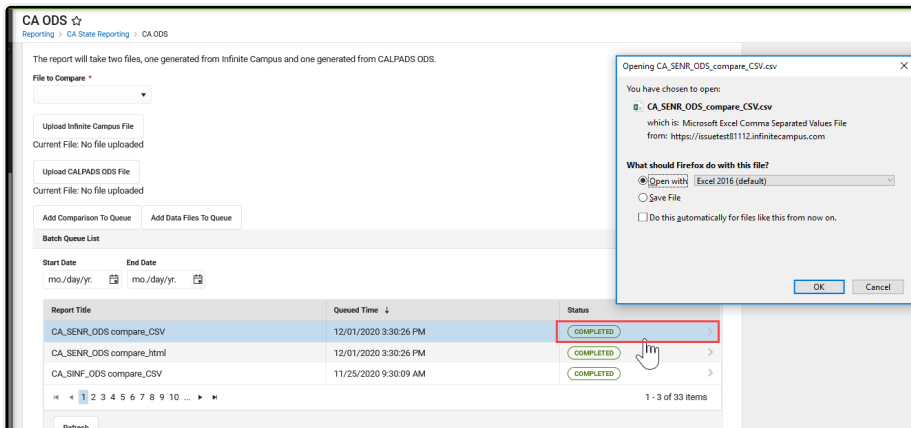 CA ODS ☆
Reporting > CA State Reporting > CA ODS
The report will take two files, one generated from Infinite Campus and one generated from CALPADS ODS.
File to Compare *
Upload Infinite Campus File
Current File: No file uploaded
Upload CALPADS ODS File
Current File: No file uploaded
Add Comparison To Queue Add Data Files To Queue
Batch Queue List
Start Date End Date
mo./day/yr. mo./day/yr.
Report Title Queued Time ↓ Status
CA_SENR_ODS compare_CSV 12/01/2020 3:30:26 PM COMPLETED
CA_SENR_ODS compare_html 12/01/2020 3:30:26 PM COMPLETED
CA_SINF_ODS compare_CSV 11/25/2020 9:30:09 AM COMPLETED
1 2 3 4 5 6 7 8 9 10 ... 1 - 3 of 33 items
Refresh
Opening CA_SENR_ODS_compare_CSV.csv
You have chosen to open:
CA_SENR_ODS_compare_CSV.csv
which is: Microsoft Excel Comma Separated Values File
from: https://issuetest81112.infinitecampus.com
What should Firefox do with this file?
Open with Excel 2016 (default)
Save File
Do this automatically for files like this from now on.
OK Cancel